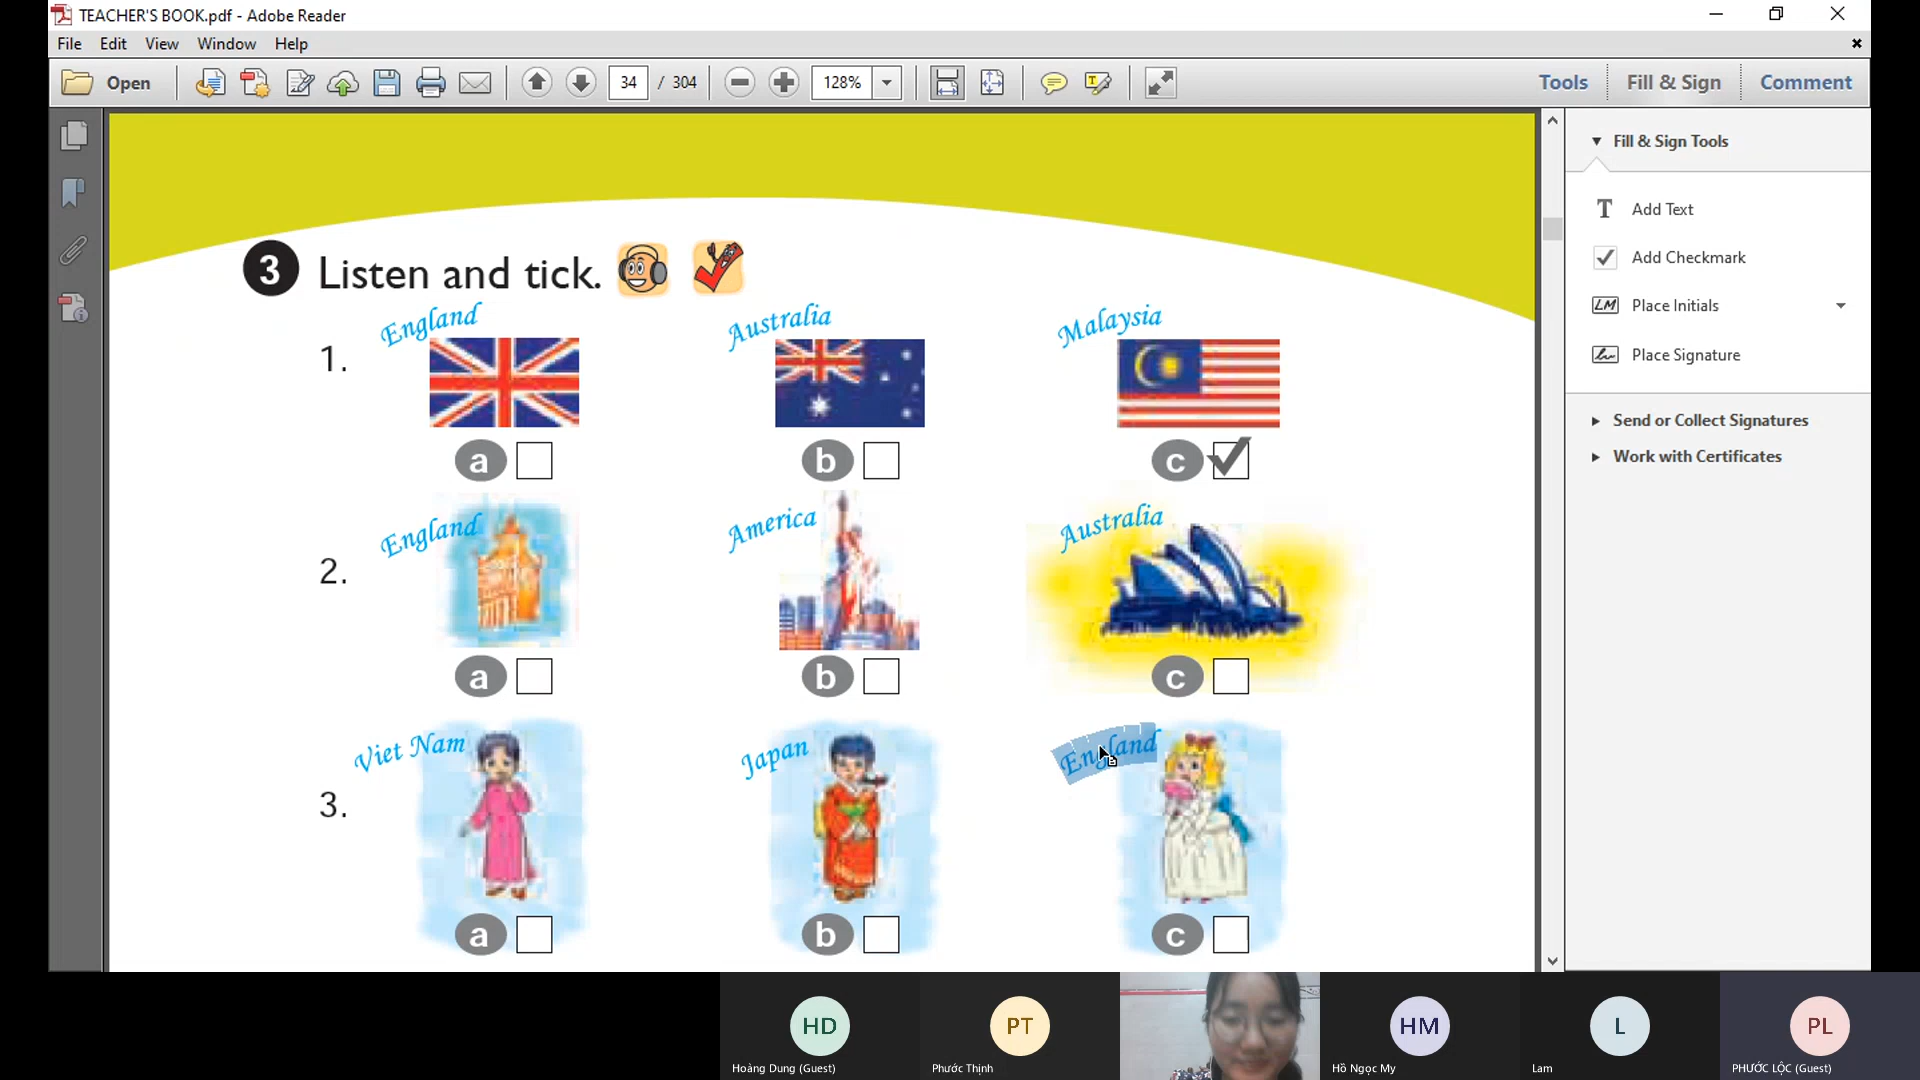 TEACHER'S BOOK.pdf - Adobe Reader
File Edit View Window Help
Open 34 / 304 128% Tools Fill & Sign Comment
Fill & Sign Tools
T Add Text
Add Checkmark
LM Place Initials
Place Signature
Send or Collect Signatures
Work with Certificates
3 Listen and tick.
England Australia Malaysia
1.
a b c
England America Australia
2.
a b c
Viet Nam Japan England
3.
a b c
HD PT HM L PL
Hoàng Dung (Guest) Phước Thịnh Hồ Ngọc My Lam PHƯỚC LỘC (Guest)